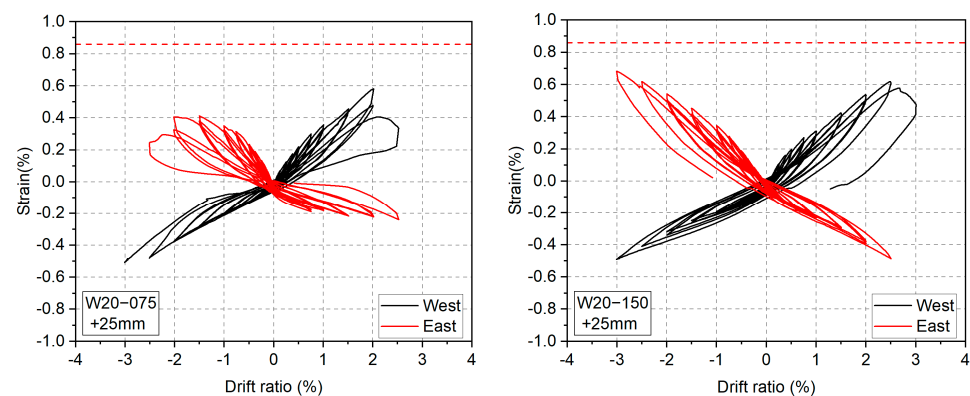 1.0
0.8
0.6
0.4
0.2
0.0
-0.2
-0.4
-0.6
-0.8
-1.0
Strain(%)
W20−075
+25mm
West
East
-4 -3 -2 -1 0 1 2 3 4
Drift ratio (%)
1.0
0.8
0.6
0.4
0.2
0.0
-0.2
-0.4
-0.6
-0.8
-1.0
Strain(%)
W20−150
+25mm
West
East
-4 -3 -2 -1 0 1 2 3 4
Drift ratio (%)